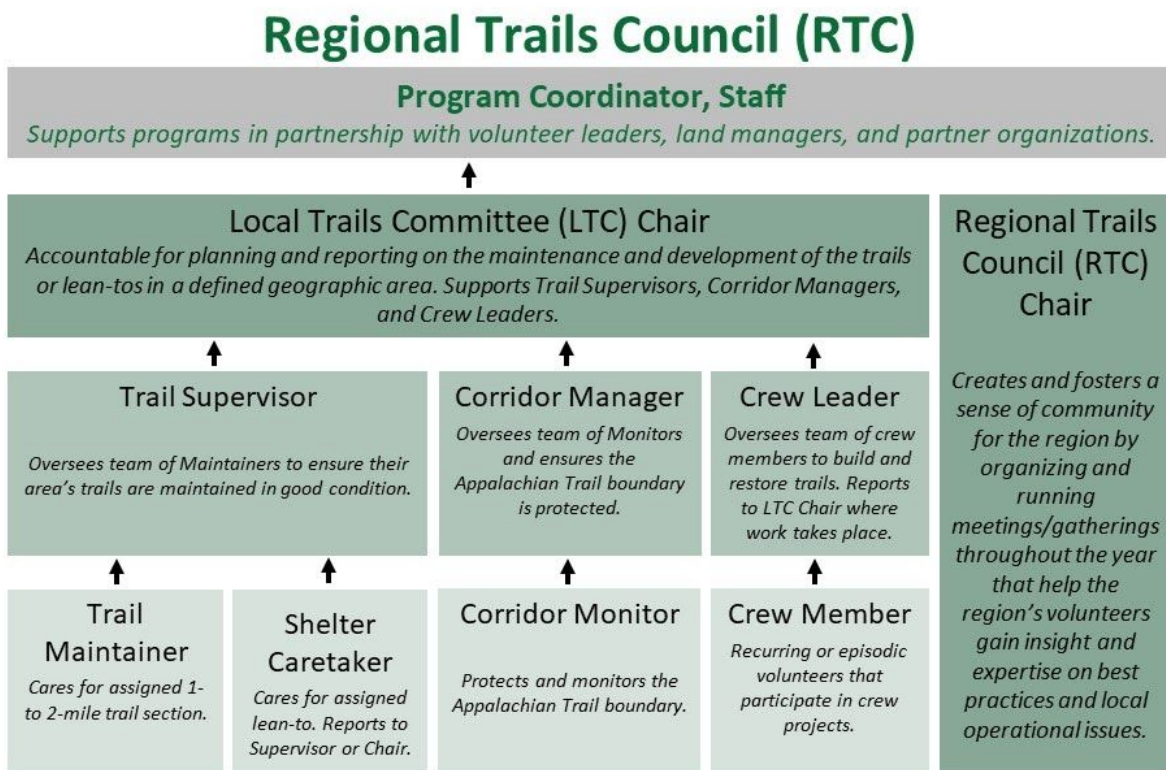 Regional Trails Council (RTC)
Program Coordinator, Staff
Supports programs in partnership with volunteer leaders, land managers, and partner organizations.
Local Trails Committee (LTC) Chair
Accountable for planning and reporting on the maintenance and development of the trails
or lean-tos in a defined geographic area. Supports Trail Supervisors, Corridor Managers,
and Crew Leaders.
Regional Trails
Council (RTC)
Chair
Creates and fosters a
sense of community
for the region by
organizing and
running
meetings/gatherings
throughout the year
that help the
region's volunteers
gain insight and
expertise on best
practices and local
operational issues.
Trail Supervisor
Oversees team of Maintainers to ensure their
area's trails are maintained in good condition.
Corridor Manager
Oversees team of Monitors
and ensures the
Appalachian Trail boundary
is protected.
Crew Leader
Oversees team of crew
members to build and
restore trails. Reports
to LTC Chair where
work takes place.
Trail
Maintainer
Cares for assigned 1-
to 2-mile trail section.
Shelter
Caretaker
Cares for assigned
lean-to. Reports to
Supervisor or Chair.
Corridor Monitor
Protects and monitors the
Appalachian Trail boundary.
Crew Member
Recurring or episodic
volunteers that
participate in crew
projects.